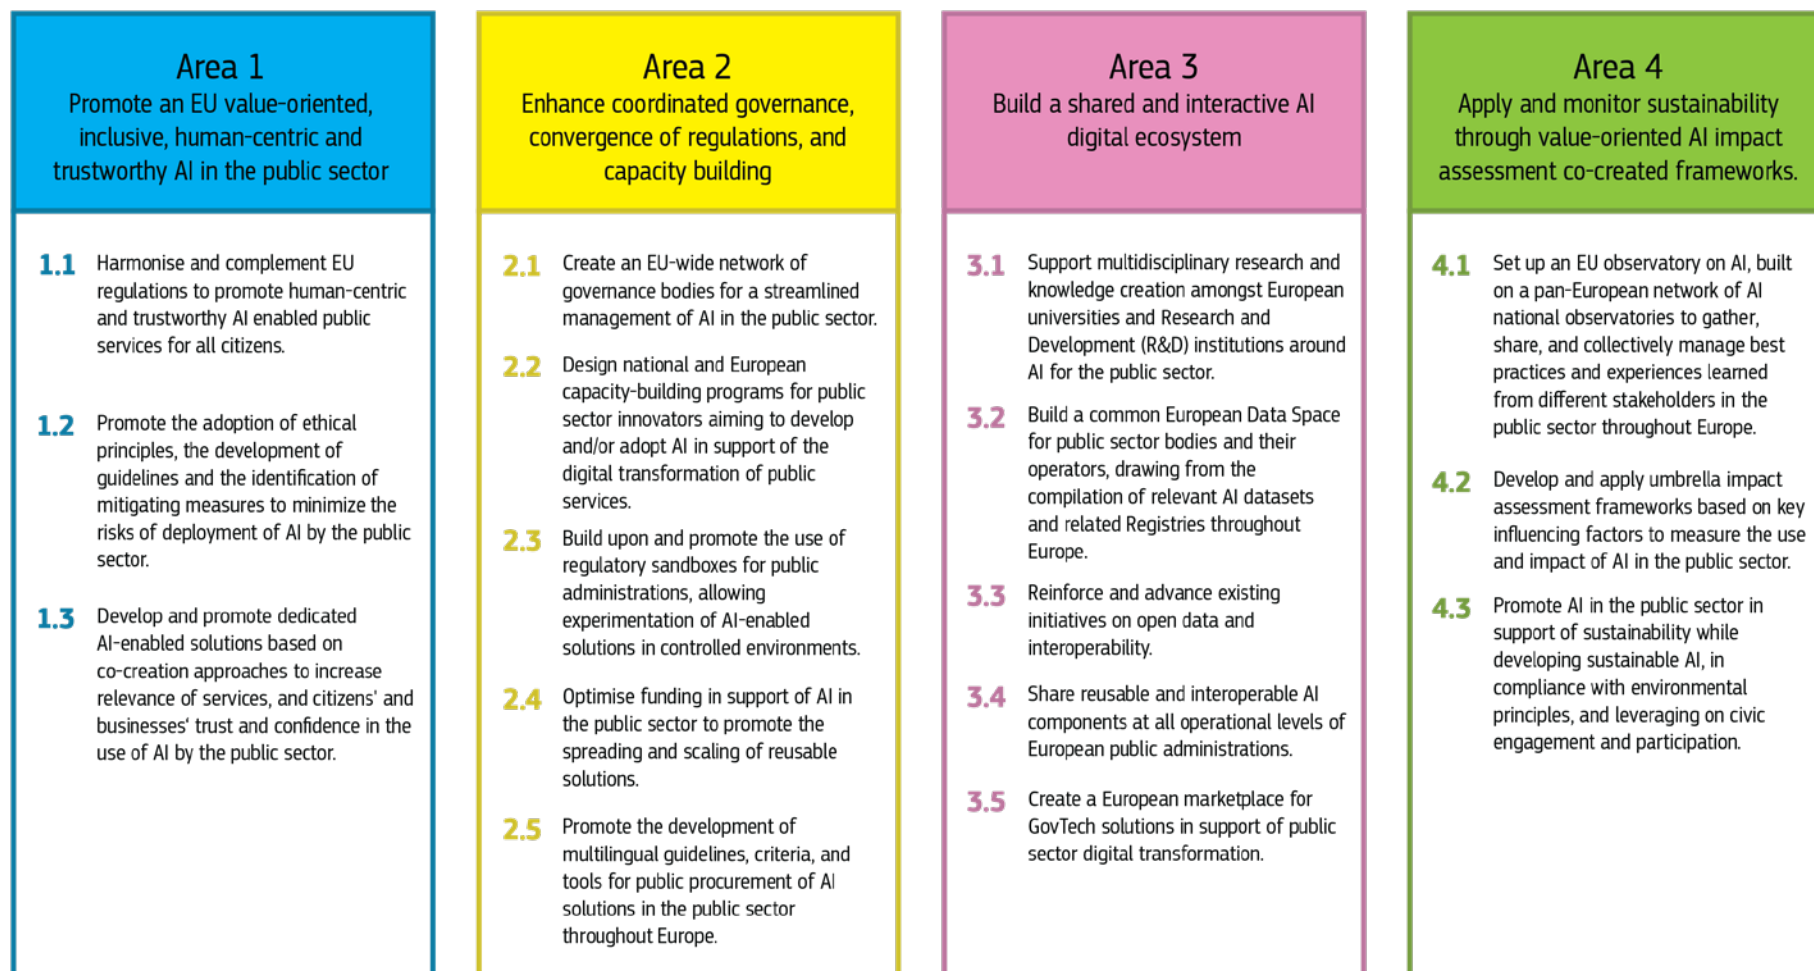 Area 1
Promote an EU value-oriented,
inclusive, human-centric and
trustworthy AI in the public sector
1.1 Harmonise and complement EU
regulations to promote human-centric
and trustworthy AI enabled public
services for all citizens.
1.2 Promote the adoption of ethical
principles, the development of
guidelines and the identification of
mitigating measures to minimize the
risks of deployment of AI by the public
sector.
1.3 Develop and promote dedicated
AI-enabled solutions based on
co-creation approaches to increase
relevance of services, and citizens' and
businesses‘ trust and confidence in the
use of AI by the public sector.
Area 2
Enhance coordinated governance,
convergence of regulations, and
capacity building
2.1 Create an EU-wide network of
governance bodies for a streamlined
management of AI in the public sector.
2.2 Design national and European
capacity-building programs for public
sector innovators aiming to develop
and/or adopt AI in support of the
digital transformation of public
services.
2.3 Build upon and promote the use of
regulatory sandboxes for public
administrations, allowing
experimentation of AI-enabled
solutions in controlled environments.
2.4 Optimise funding in support of AI in
the public sector to promote the
spreading and scaling of reusable
solutions.
2.5 Promote the development of
multilingual guidelines, criteria, and
tools for public procurement of AI
solutions in the public sector
throughout Europe.
Area 3
Build a shared and interactive AI
digital ecosystem
3.1 Support multidisciplinary research and
knowledge creation amongst European
universities and Research and
Development (R&D) institutions around
AI for the public sector.
3.2 Build a common European Data Space
for public sector bodies and their
operators, drawing from the
compilation of relevant AI datasets
and related Registries throughout
Europe.
3.3 Reinforce and advance existing
initiatives on open data and
interoperability.
3.4 Share reusable and interoperable AI
components at all operational levels of
European public administrations.
3.5 Create a European marketplace for
GovTech solutions in support of public
sector digital transformation.
Area 4
Apply and monitor sustainability
through value-oriented AI impact
assessment co-created frameworks.
4.1 Set up an EU observatory on AI, built
on a pan-European network of AI
national observatories to gather,
share, and collectively manage best
practices and experiences learned
from different stakeholders in the
public sector throughout Europe.
4.2 Develop and apply umbrella impact
assessment frameworks based on key
influencing factors to measure the use
and impact of AI in the public sector.
4.3 Promote AI in the public sector in
support of sustainability while
developing sustainable AI, in
compliance with environmental
principles, and leveraging on civic
engagement and participation.